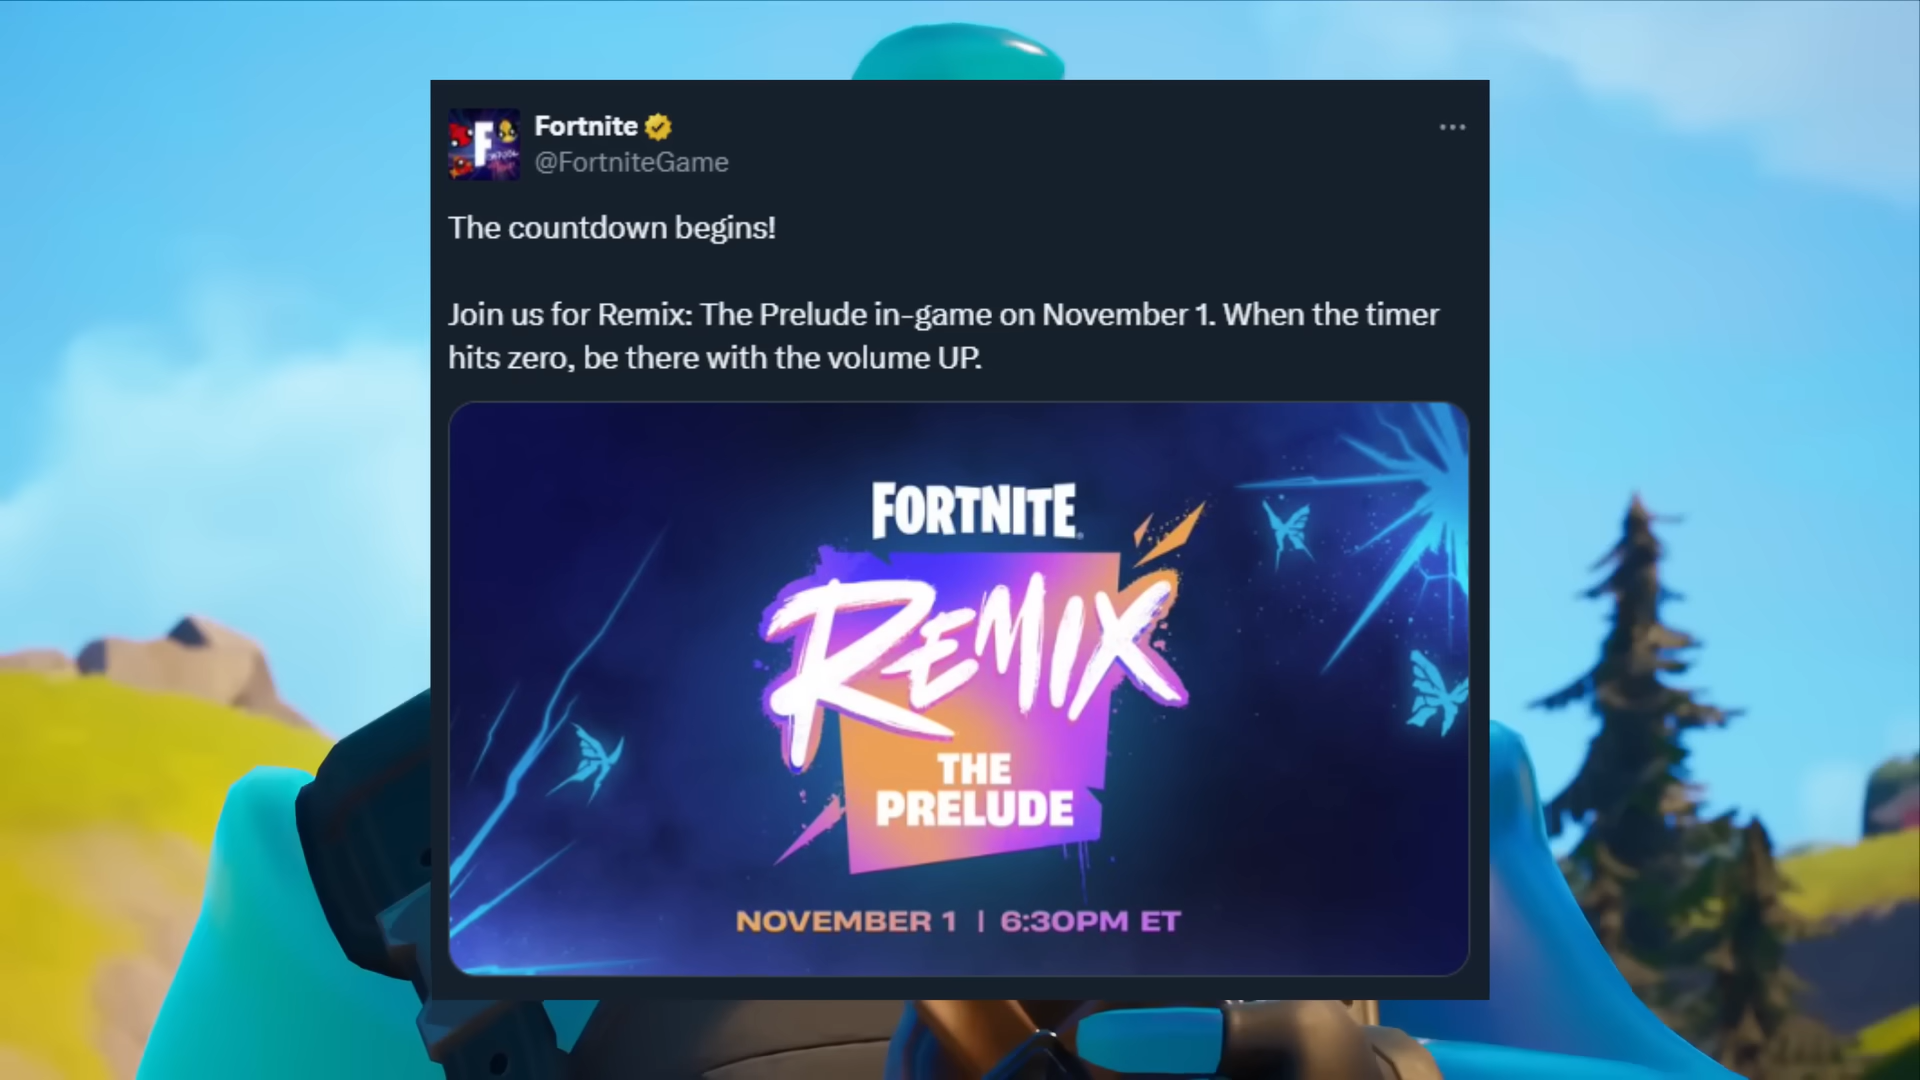 Fortnite
@FortniteGame
The countdown begins!
Join us for Remix: The Prelude in-game on November 1. When the timer
hits zero, be there with the volume UP.
FORTNITE
REMIX
THE
PRELUDE
NOVEMBER 1 | 6:30PM ET